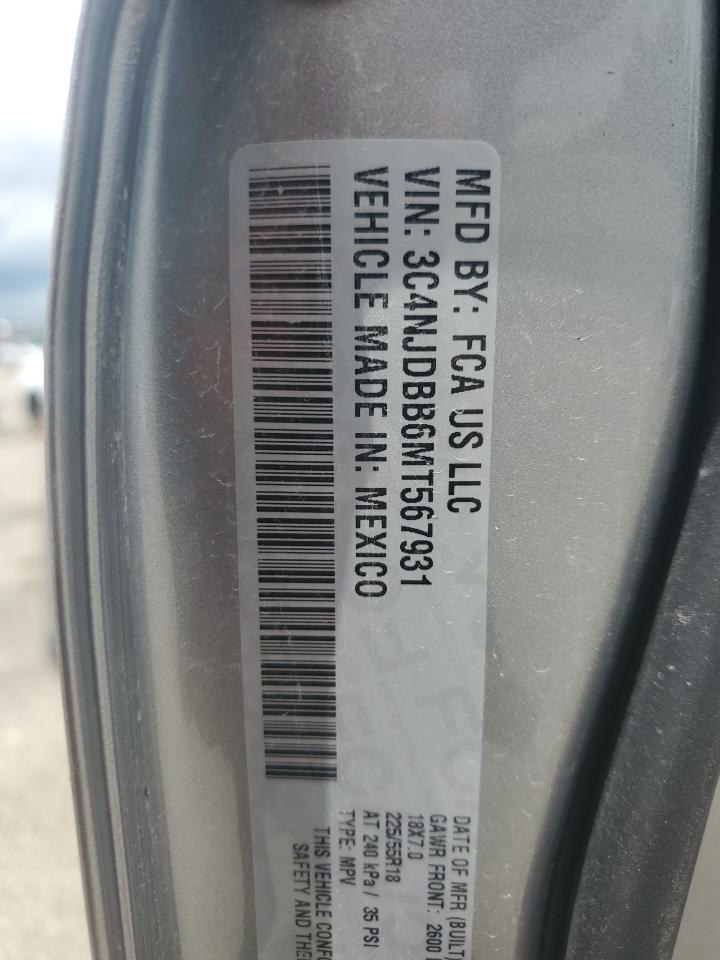 MFD BY: FCA US LLC
VIN: 3C4NJDBB6MT567931
VEHICLE MADE IN: MEXICO
DATE OF MFR (BUILT)
GAWR FRONT: 2600
18X7.0
225/55R18
AT 240 kPa / 35 PSI
TYPE: MPV
THIS VEHICLE CONFO
SAFETY AND THE